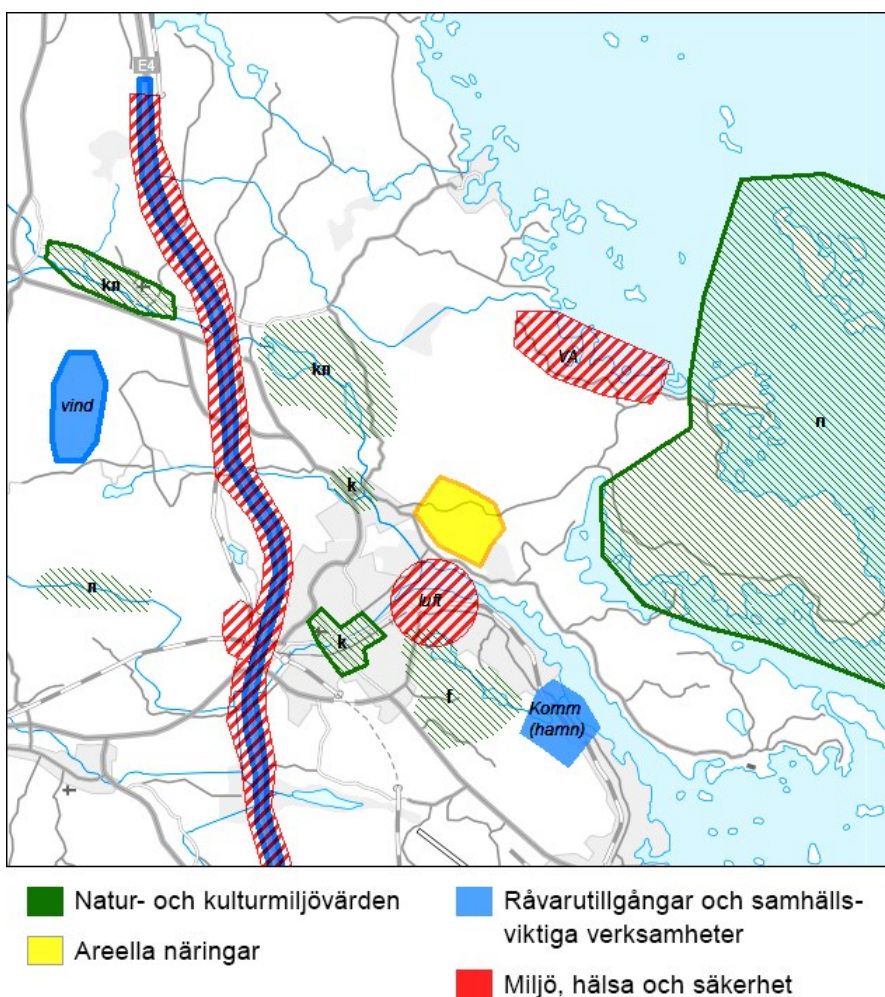 E4
kn
kn
VA
vind
n
k
n
luft
k
f
Komm
(hamn)
Natur- och kulturmiljövärden
Areella näringar
Råvarutillgångar och samhälls-
viktiga verksamheter
Miljö, hälsa och säkerhet